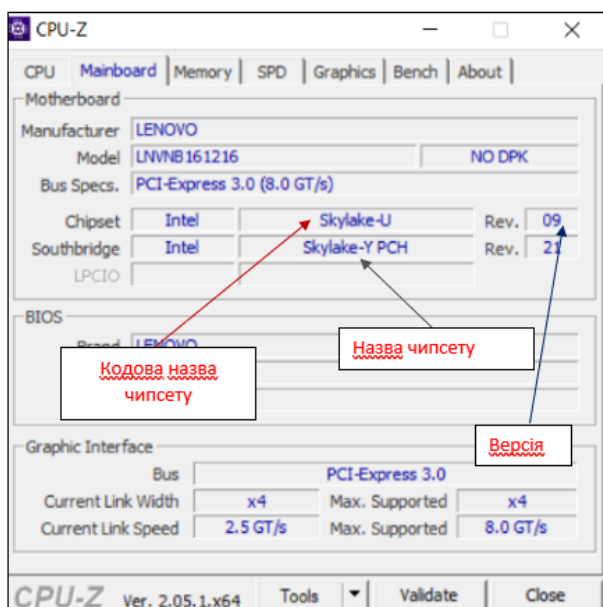 CPU-Z
CPU Mainboard Memory SPD Graphics Bench About
Motherboard
Manufacturer LENOVO
Model LNVNB161216 NO DPK
Bus Specs. PCI-Express 3.0 (8.0 GT/s)
Chipset Intel Skylake-U Rev. 09
Southbridge Intel Skylake-Y PCH Rev. 21
LPCIO
BIOS
Brand LENOVO
Назва чипсету
Кодова назва
чипсету
Версія
Graphic Interface
Bus PCI-Express 3.0
Current Link Width x4 Max. Supported x4
Current Link Speed 2.5 GT/s Max. Supported 8.0 GT/s
CPU-Z Ver. 2.05.1.x64 Tools Validate Close